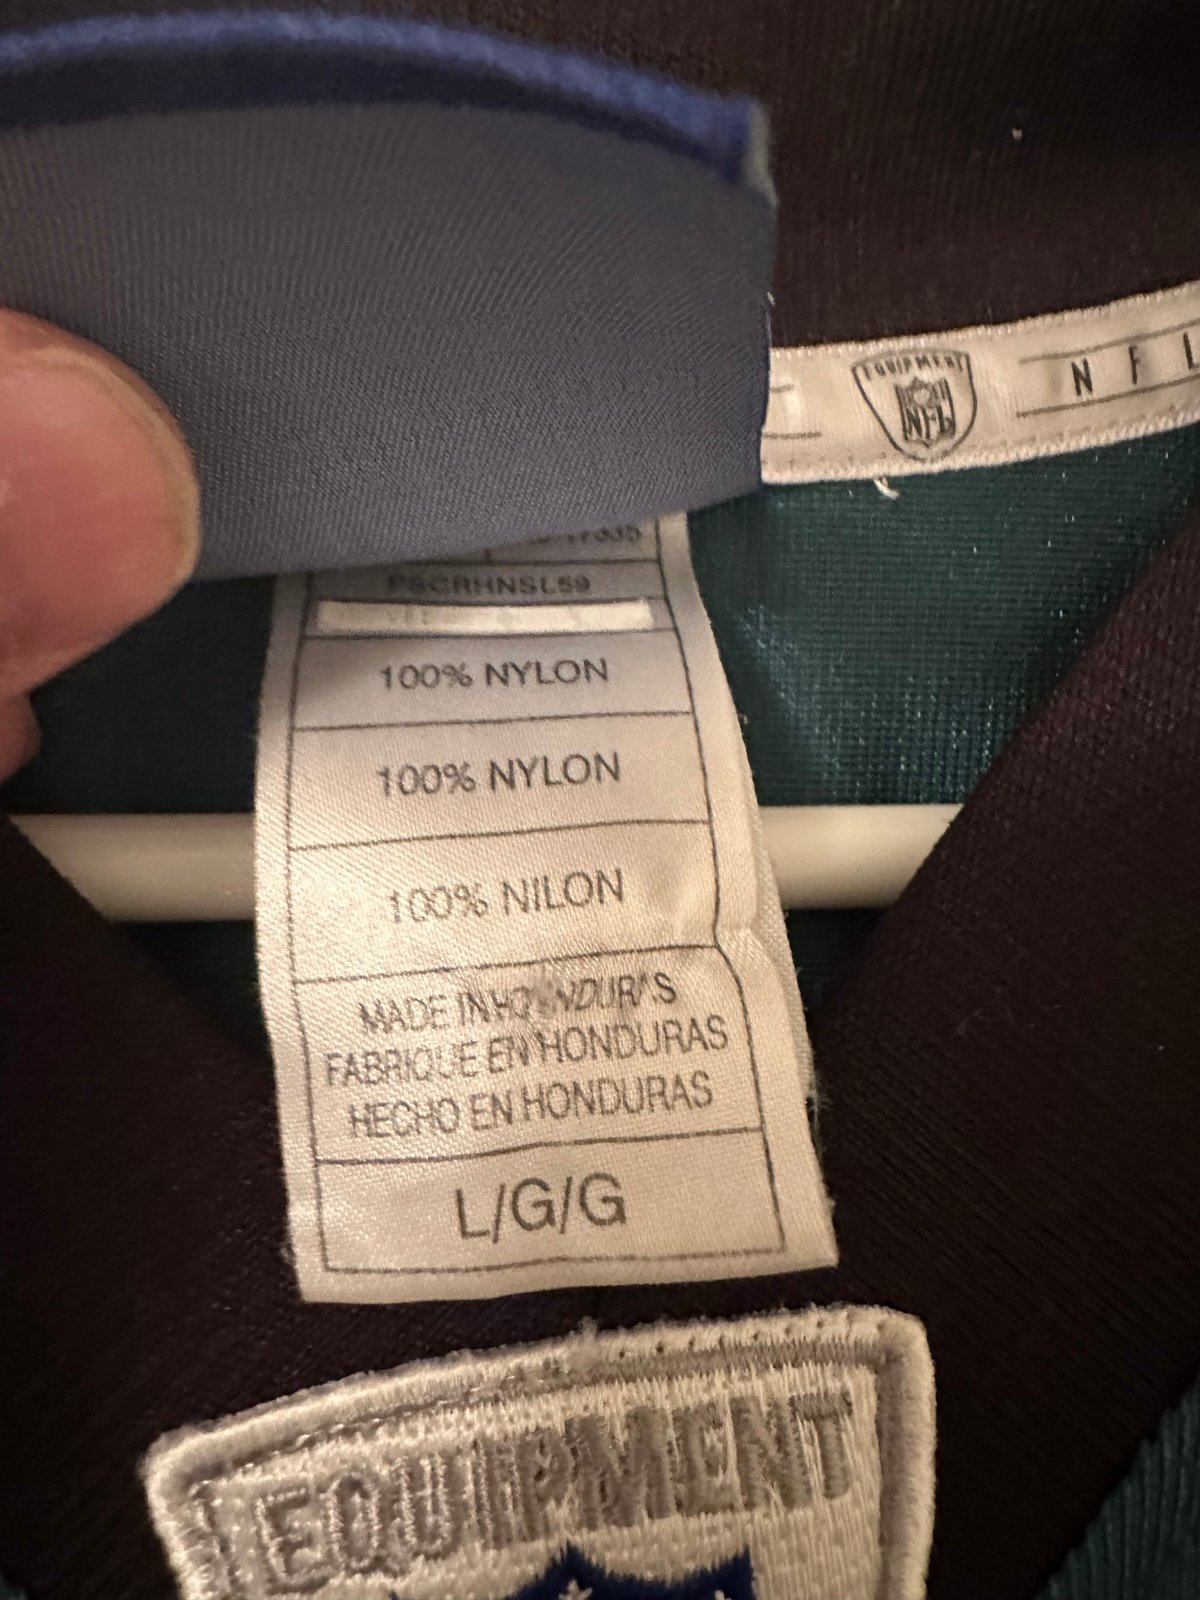 EQUIPMENT
NFL
N F L
PSCRHNSL59
100% NYLON
100% NYLON
100% NILON
MADE IN HONDURAS
FABRIQUE EN HONDURAS
HECHO EN HONDURAS
L/G/G
EQUIPMENT